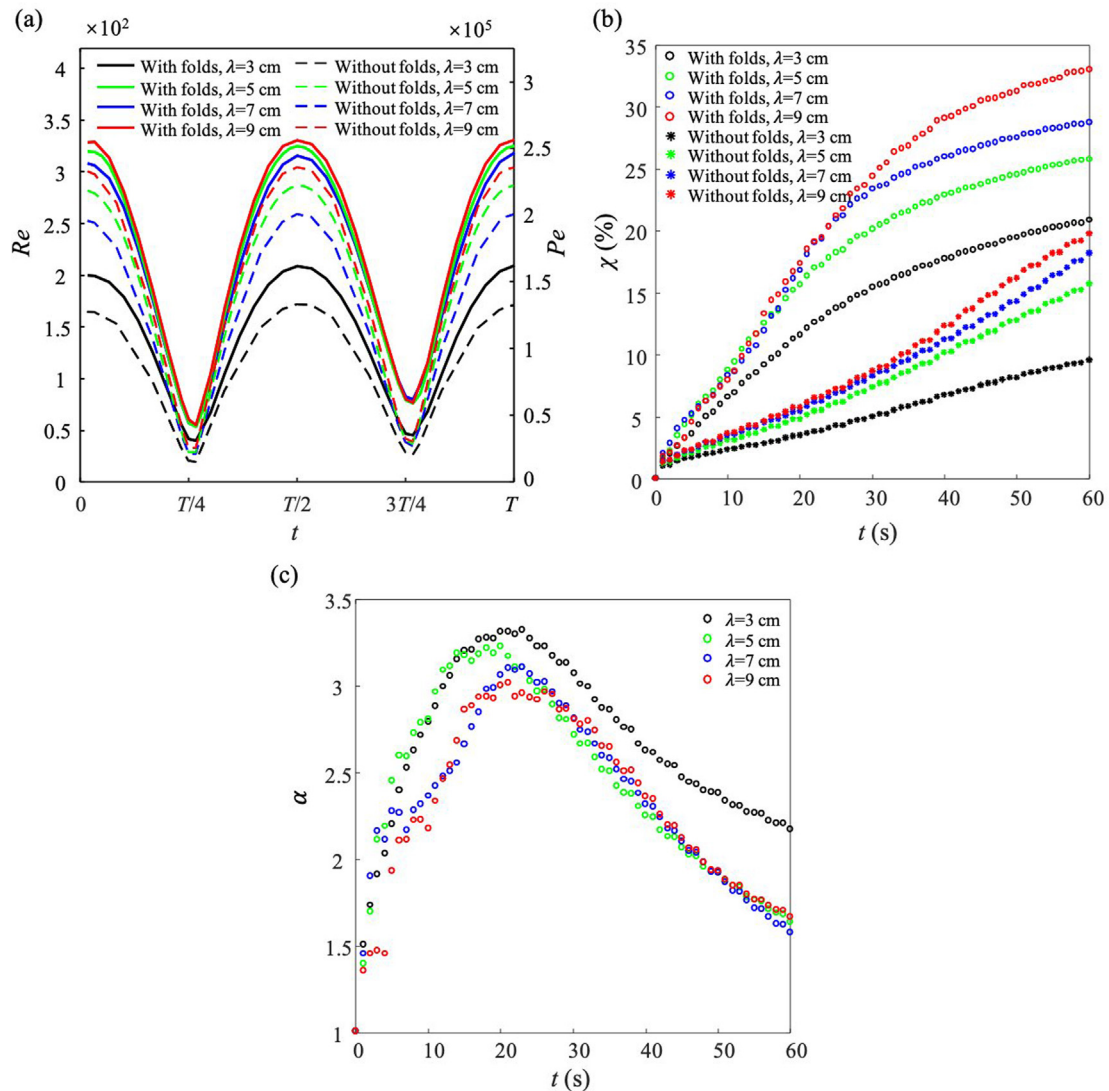 (a)
×10²
×10⁵
With folds, λ=3 cm
With folds, λ=5 cm
With folds, λ=7 cm
With folds, λ=9 cm
Without folds, λ=3 cm
Without folds, λ=5 cm
Without folds, λ=7 cm
Without folds, λ=9 cm
4
3.5
3
2.5
2
1.5
1
0.5
0
Re
3
2.5
2
1.5
1
0.5
0
Pe
0
T/4
T/2
3T/4
T
t
(b)
With folds, λ=3 cm
With folds, λ=5 cm
With folds, λ=7 cm
With folds, λ=9 cm
Without folds, λ=3 cm
Without folds, λ=5 cm
Without folds, λ=7 cm
Without folds, λ=9 cm
35
30
25
20
15
10
5
0
χ (%)
0
10
20
30
40
50
60
t (s)
(c)
λ=3 cm
λ=5 cm
λ=7 cm
λ=9 cm
3.5
3
2.5
2
1.5
1
α
0
10
20
30
40
50
60
t (s)